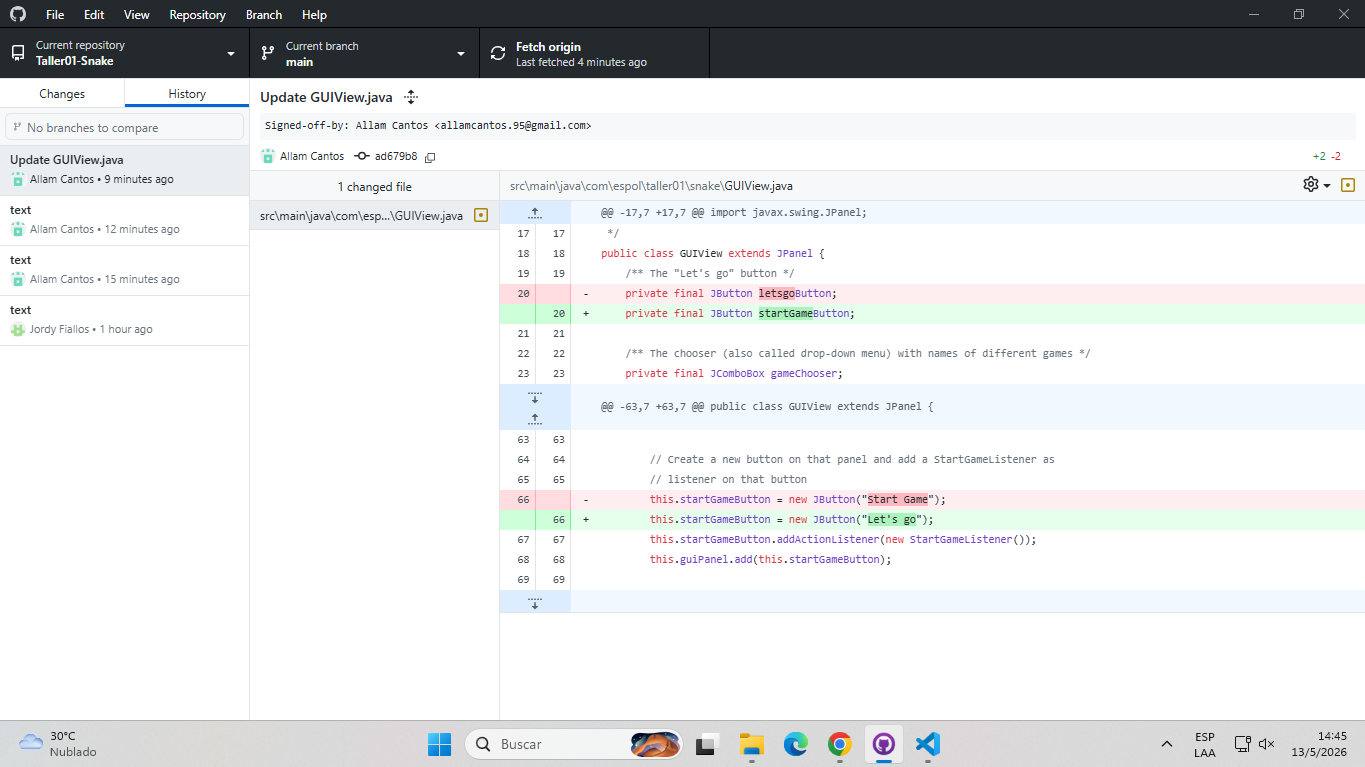 File Edit View Repository Branch Help
Current repository
Taller01-Snake
Current branch
main
Fetch origin
Last fetched 4 minutes ago
Changes
History
No branches to compare
Update GUIView.java
Allam Cantos • 9 minutes ago
text
Allam Cantos • 12 minutes ago
text
Allam Cantos • 15 minutes ago
text
Jordy Fiallos • 1 hour ago
Update GUIView.java
Signed-off-by: Allam Cantos <allamcantos.95@gmail.com>
Allam Cantos ad679b8 +2 -2
1 changed file
src\main\java\com\esp...\GUIView.java
src\main\java\com\espol\taller01\snake\GUIView.java
@@ -17,7 +17,7 @@ import javax.swing.JPanel;
17 17 */
18 18 public class GUIView extends JPanel {
19 19 /** The "Let's go" button */
20 - private final JButton letsgoButton;
20 + private final JButton startGameButton;
21 21
22 22 /** The chooser (also called drop-down menu) with names of different games */
23 23 private final JComboBox gameChooser;
@@ -63,7 +63,7 @@ public class GUIView extends JPanel {
63 63
64 64 // Create a new button on that panel and add a StartGameListener as
65 65 // listener on that button
66 - this.startGameButton = new JButton("Start Game");
66 + this.startGameButton = new JButton("Let's go");
67 67 this.startGameButton.addActionListener(new StartGameListener());
68 68 this.guiPanel.add(this.startGameButton);
69 69
30°C
Nublado
Buscar
ESP
LAA
14:45
13/5/2026